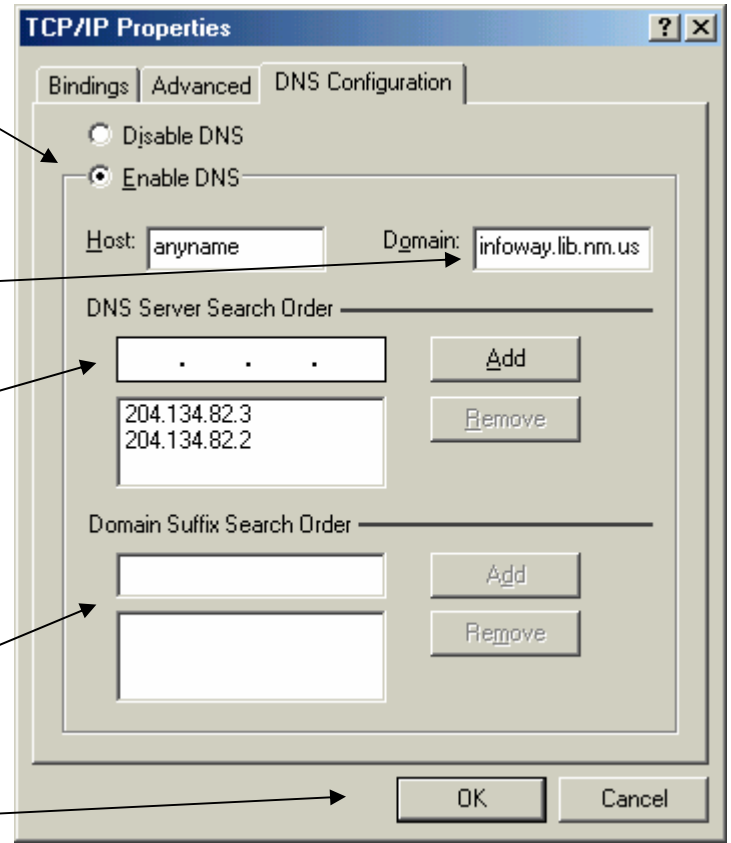 TCP/IP Properties
Bindings Advanced DNS Configuration
Disable DNS
Enable DNS
Host: anyname Domain: infoway.lib.nm.us
DNS Server Search Order
. . . Add
204.134.82.3 Remove
204.134.82.2
Domain Suffix Search Order
Add
Remove
OK Cancel